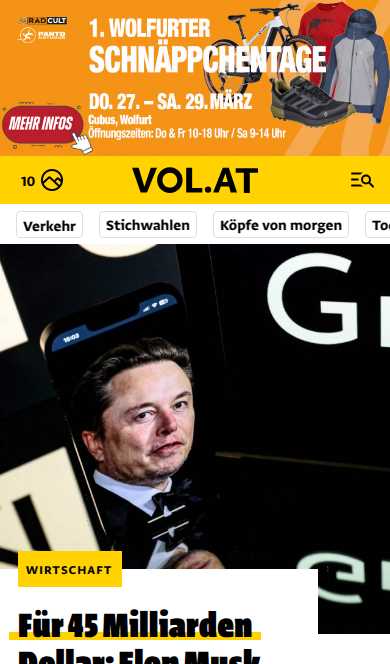 RADCULT
PANTO
1. WOLFURTER
SCHNÄPPCHENTAGE
DO. 27. – SA. 29. MÄRZ
Cubus, Wolfurt
Öffnungszeiten: Do & Fr 10-18 Uhr / Sa 9-14 Uhr
MEHR INFOS
10
VOL.AT
Verkehr
Stichwahlen
Köpfe von morgen
To
Gr
19:03
en
WIRTSCHAFT
Für 45 Milliarden
Dollar: Elon Musk